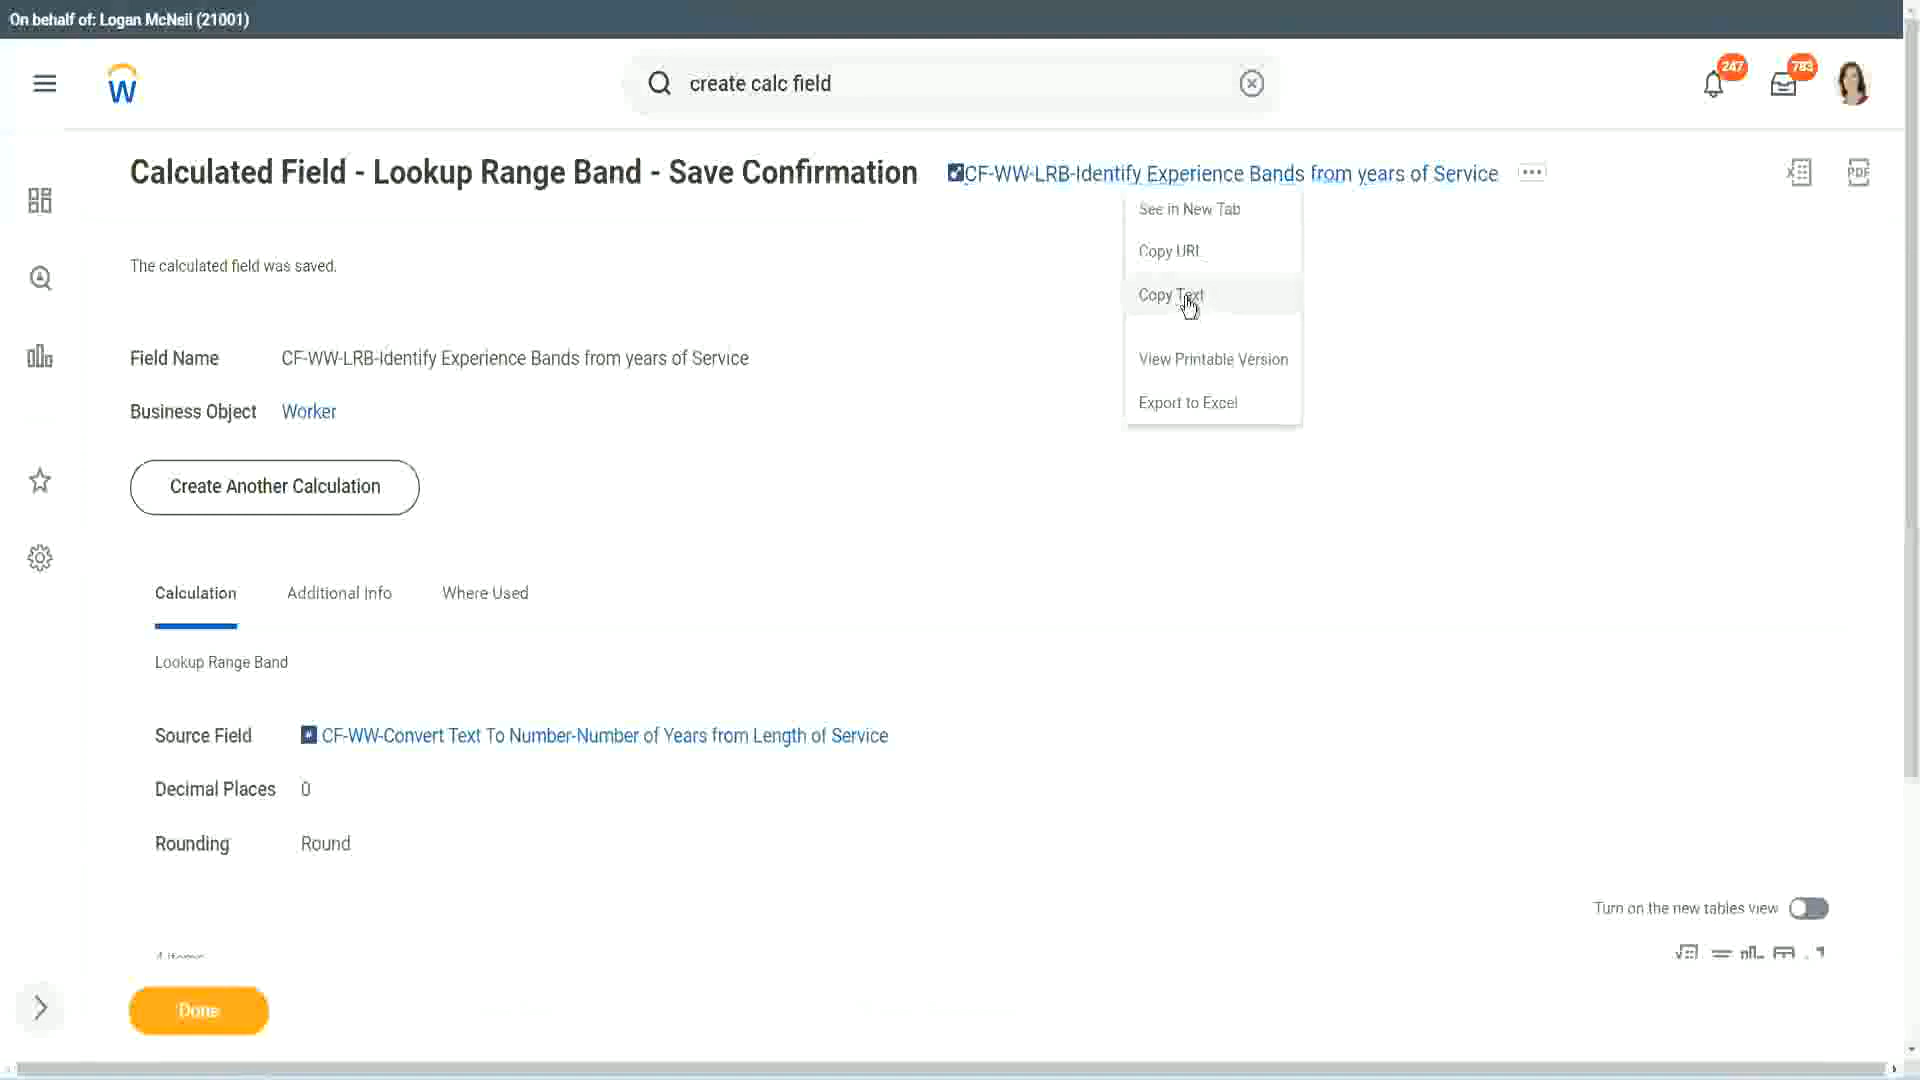 On behalf of: Logan McNeil (21001)
create calc field
247
783
Calculated Field - Lookup Range Band - Save Confirmation
CF-WW-LRB-Identify Experience Bands from years of Service
PDF
See in New Tab
Copy URL
Copy Text
View Printable Version
Export to Excel
The calculated field was saved.
Field Name CF-WW-LRB-Identify Experience Bands from years of Service
Business Object Worker
Create Another Calculation
Calculation Additional Info Where Used
Lookup Range Band
Source Field CF-WW-Convert Text To Number-Number of Years from Length of Service
Decimal Places 0
Rounding Round
Turn on the new tables view
4 items
Done